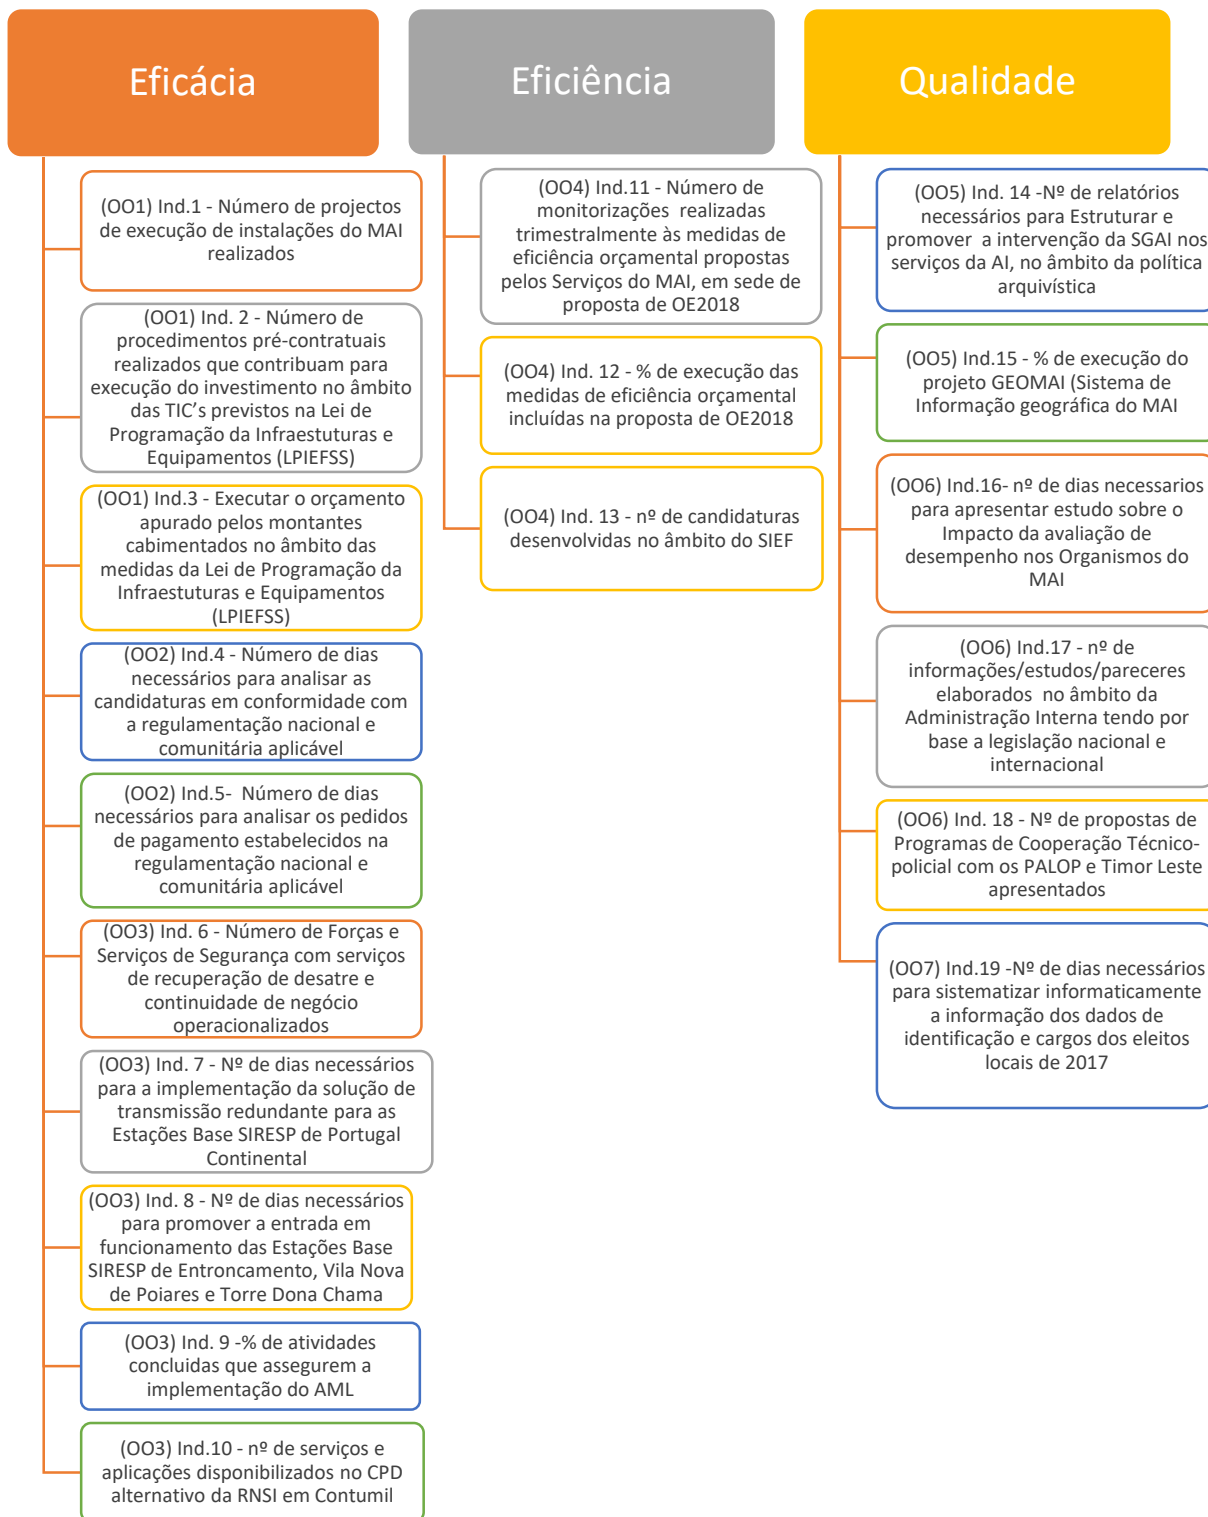 Eficácia
(OO1) Ind.1 - Número de projectos
de execução de instalações do MAI
realizados
(OO1) Ind. 2 - Número de
procedimentos pré-contratuais
realizados que contribuam para
execução do investimento no âmbito
das TIC’s previstos na Lei de
Programação da Infraestuturas e
Equipamentos (LPIEFSS)
(OO1) Ind.3 - Executar o orçamento
apurado pelos montantes
cabimentados no âmbito das
medidas da Lei de Programação da
Infraestuturas e Equipamentos
(LPIEFSS)
(OO2) Ind.4 - Número de dias
necessários para analisar as
candidaturas em conformidade com
a regulamentação nacional e
comunitária aplicável
(OO2) Ind.5- Número de dias
necessários para analisar os pedidos
de pagamento estabelecidos na
regulamentação nacional e
comunitária aplicável
(OO3) Ind. 6 - Número de Forças e
Serviços de Segurança com serviços
de recuperação de desatre e
continuidade de negócio
operacionalizados
(OO3) Ind. 7 - Nº de dias necessários
para a implementação da solução de
transmissão redundante para as
Estações Base SIRESP de Portugal
Continental
(OO3) Ind. 8 - Nº de dias necessários
para promover a entrada em
funcionamento das Estações Base
SIRESP de Entroncamento, Vila Nova
de Poiares e Torre Dona Chama
(OO3) Ind. 9 -% de atividades
concluidas que assegurem a
implementação do AML
(OO3) Ind.10 - nº de serviços e
aplicações disponibilizados no CPD
alternativo da RNSI em Contumil
Eficiência
(OO4) Ind.11 - Número de
monitorizações realizadas
trimestralmente às medidas de
eficiência orçamental propostas
pelos Serviços do MAI, em sede de
proposta de OE2018
(OO4) Ind. 12 - % de execução das
medidas de eficiência orçamental
incluídas na proposta de OE2018
(OO4) Ind. 13 - nº de candidaturas
desenvolvidas no âmbito do SIEF
Qualidade
(OO5) Ind. 14 -Nº de relatórios
necessários para Estruturar e
promover a intervenção da SGAI nos
serviços da AI, no âmbito da política
arquivística
(OO5) Ind.15 - % de execução do
projeto GEOMAI (Sistema de
Informação geográfica do MAI
(OO6) Ind.16- nº de dias necessarios
para apresentar estudo sobre o
Impacto da avaliação de
desempenho nos Organismos do
MAI
(OO6) Ind.17 - nº de
informações/estudos/pareceres
elaborados no âmbito da
Administração Interna tendo por
base a legislação nacional e
internacional
(OO6) Ind. 18 - Nº de propostas de
Programas de Cooperação Técnico-
policial com os PALOP e Timor Leste
apresentados
(OO7) Ind.19 -Nº de dias necessários
para sistematizar informaticamente
a informação dos dados de
identificação e cargos dos eleitos
locais de 2017